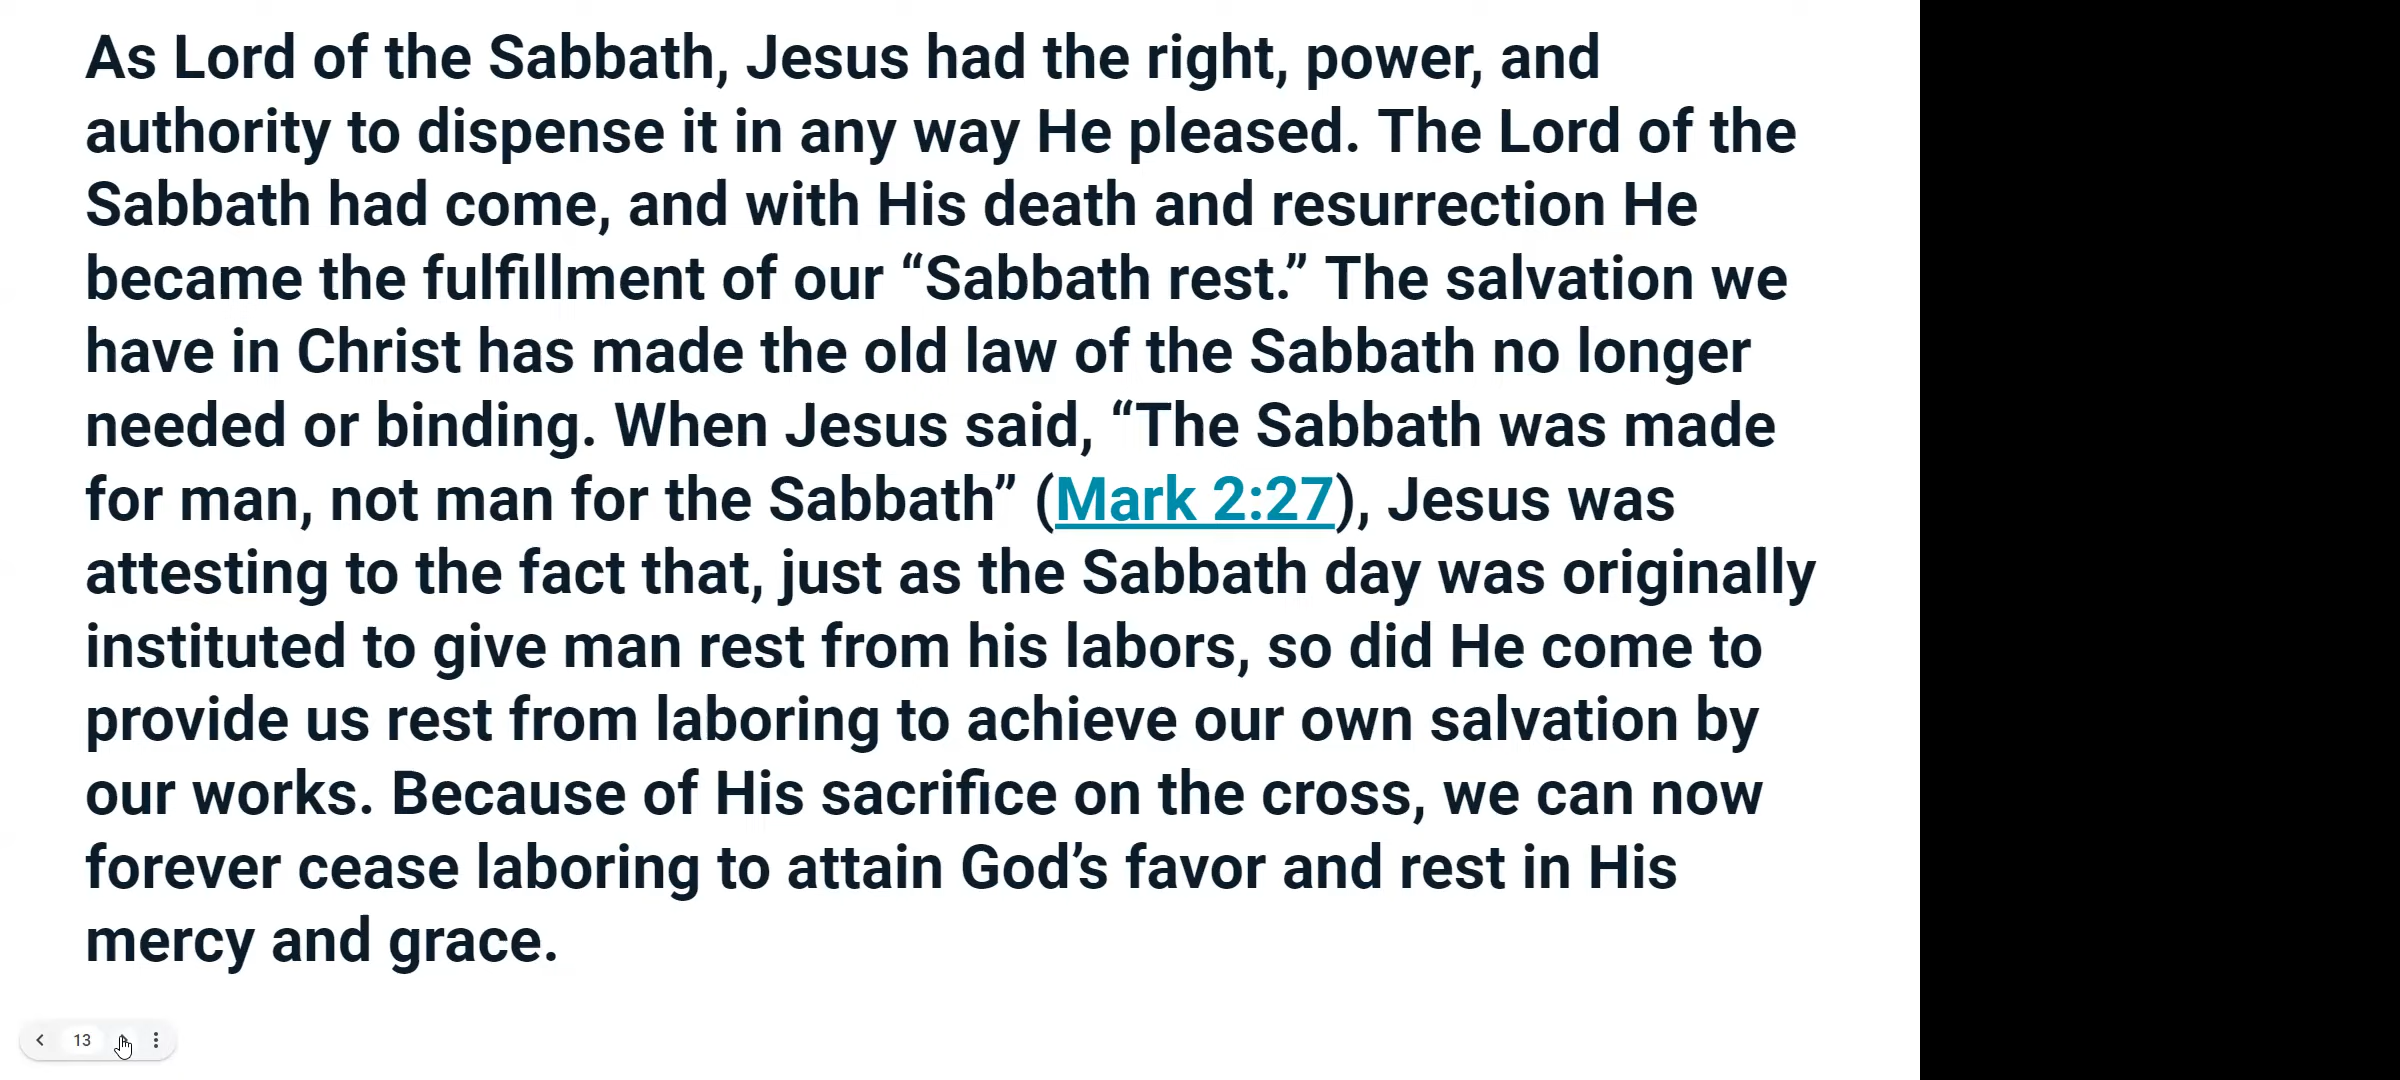 As Lord of the Sabbath, Jesus had the right, power, and
authority to dispense it in any way He pleased. The Lord of the
Sabbath had come, and with His death and resurrection He
became the fulfillment of our “Sabbath rest.” The salvation we
have in Christ has made the old law of the Sabbath no longer
needed or binding. When Jesus said, “The Sabbath was made
for man, not man for the Sabbath” (Mark 2:27), Jesus was
attesting to the fact that, just as the Sabbath day was originally
instituted to give man rest from his labors, so did He come to
provide us rest from laboring to achieve our own salvation by
our works. Because of His sacrifice on the cross, we can now
forever cease laboring to attain God’s favor and rest in His
mercy and grace.
13